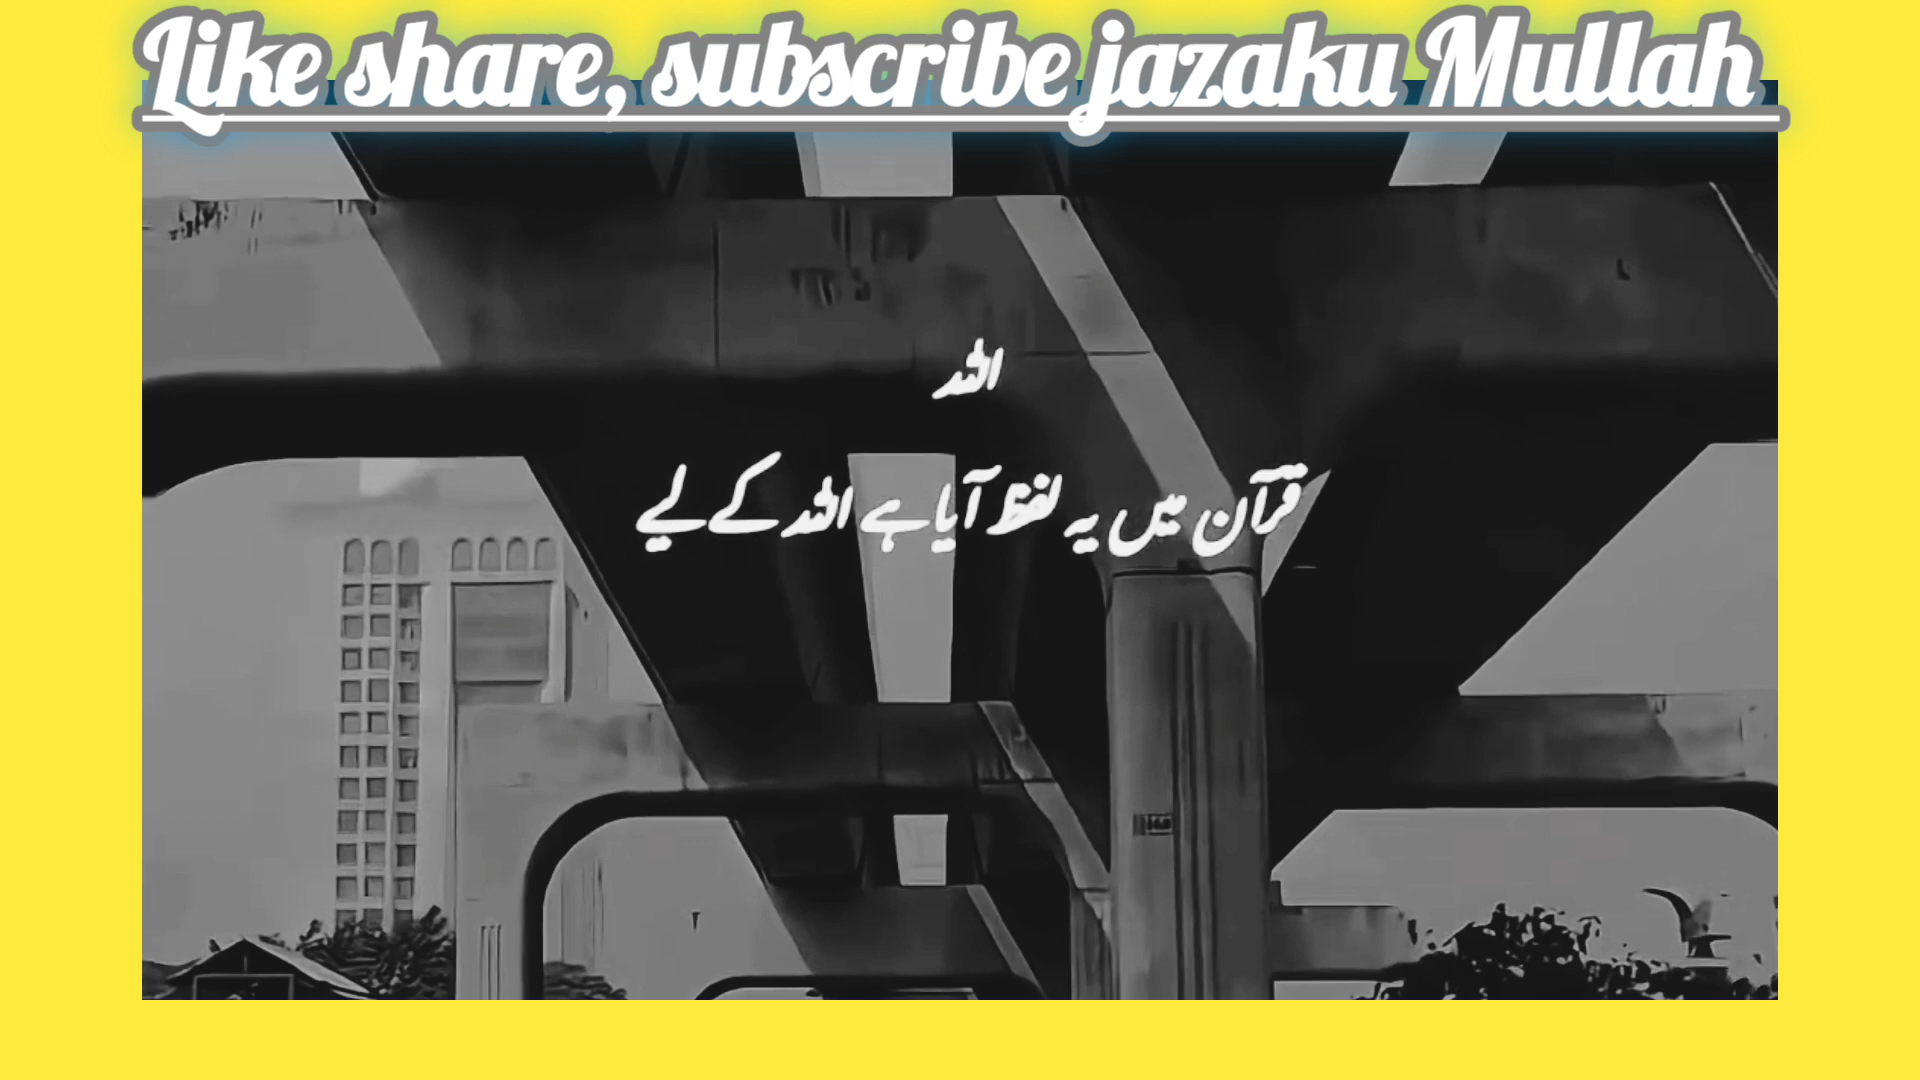 Like share, subscribe jazaku Mullah
اللہ
قرآن میں یہ لفظ آیا ہے اللہ کے لیے